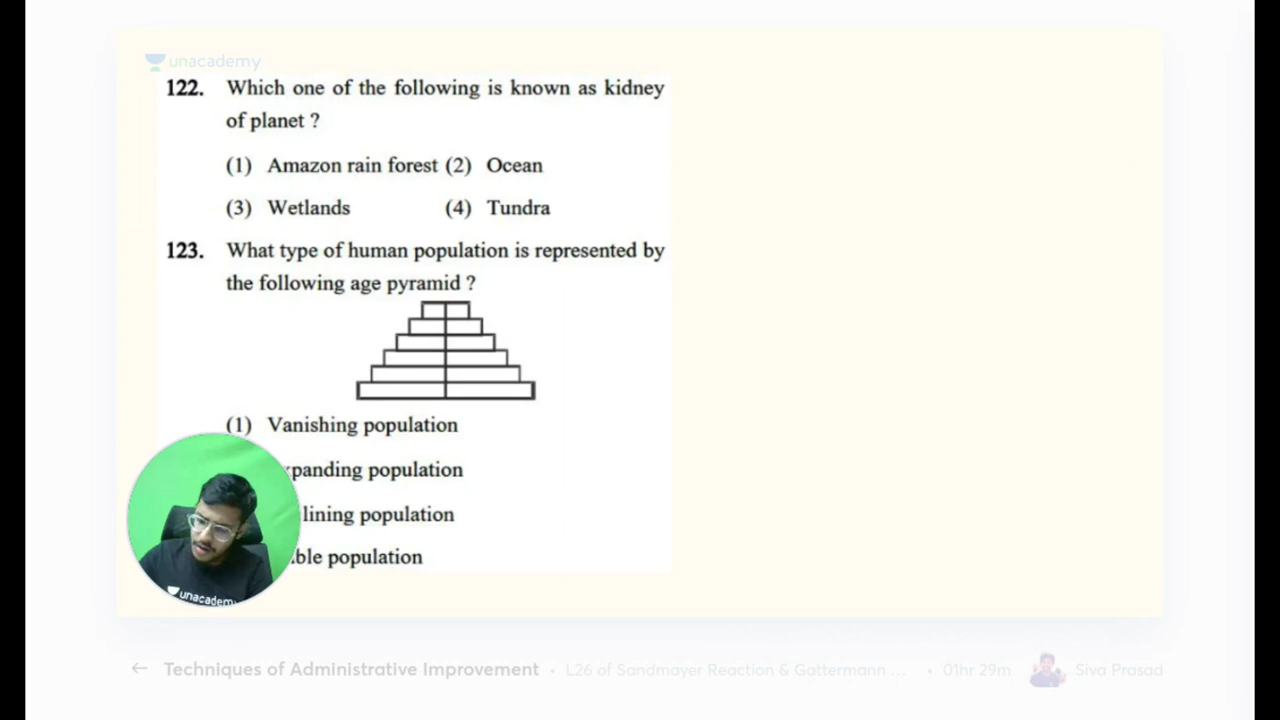 unacademy
122. Which one of the following is known as kidney
of planet ?
(1) Amazon rain forest (2) Ocean
(3) Wetlands (4) Tundra
123. What type of human population is represented by
the following age pyramid ?
(1) Vanishing population
panding population
lining population
ble population
unacademy
← Techniques of Administrative Improvement • L26 of Sandmayer Reaction & Gattermann ... • 01hr 29m Siva Prasad